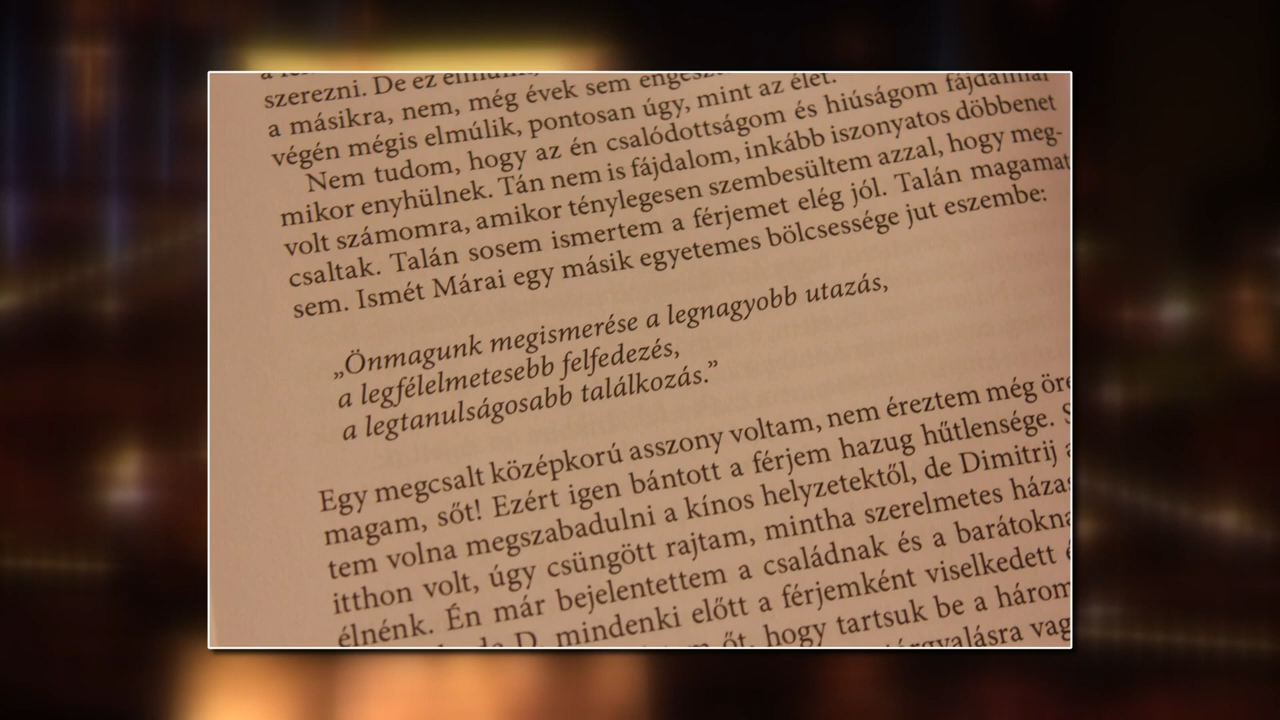 szerezni. De ez elmúlik,
a másikra, nem, még évek sem
végén mégis elmúlik, pontosan úgy, mint az élet.
Nem tudom, hogy az én csalódottságom és hiúságom fájdalmai
mikor enyhülnek. Tán nem is fájdalom, inkább iszonyatos döbbenet
volt számomra, amikor ténylegesen szembesültem azzal, hogy meg-
csaltak. Talán sosem ismertem a férjemet elég jól. Talán magamat
sem. Ismét Márai egy másik egyetemes bölcsessége jut eszembe:
„Önmagunk megismerése a legnagyobb utazás,
a legfélelmetesebb felfedezés,
a legtanulságosabb találkozás.”
Egy megcsalt középkorú asszony voltam, nem éreztem még
magam, sőt! Ezért igen bántott a férjem hazug hűtlensége.
tem volna megszabadulni a kínos helyzetektől, de Dimitrij
itthon volt, úgy csüngött rajtam, mintha szerelmetes
élnénk. Én már bejelentettem a családnak és a
D. mindenki előtt a férjemként viselkedett
őt, hogy tartsuk be a három